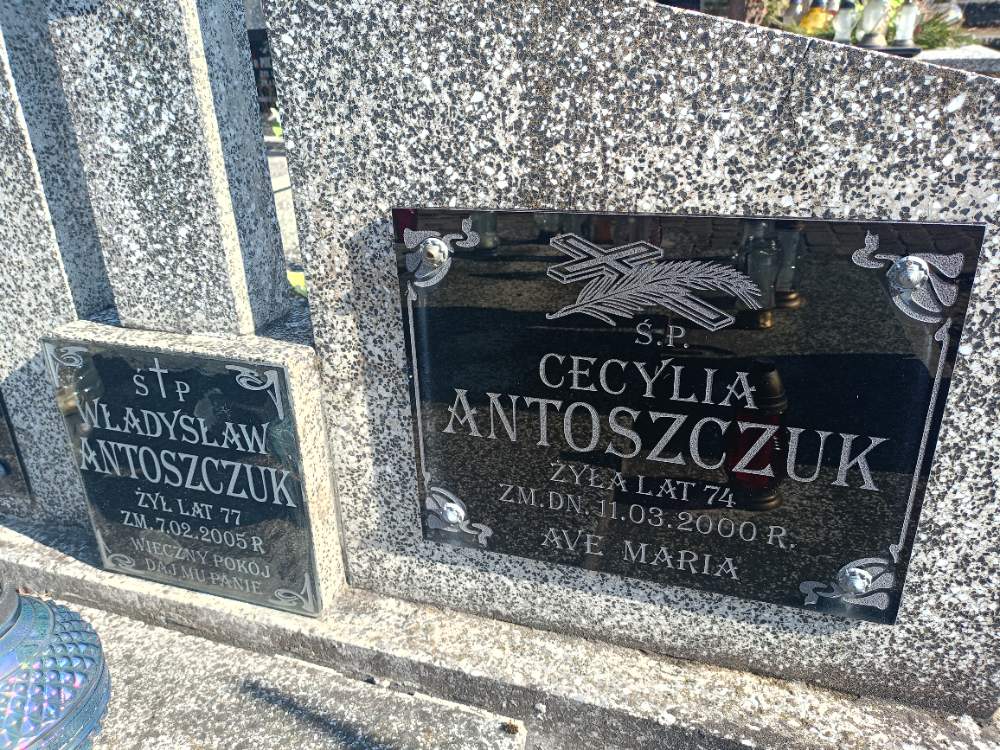 Ś P
WŁADYSŁAW
ANTOSZCZUK
ŻYŁ LAT 77
ZM. 7.02.2005 R
WIECZNY POKÓJ
DAJ MU PANIE
Ś.P.
CECYLIA
ANTOSZCZUK
ŻYŁA LAT 74
ZM. DN. 11.03.2000 R.
AVE MARIA